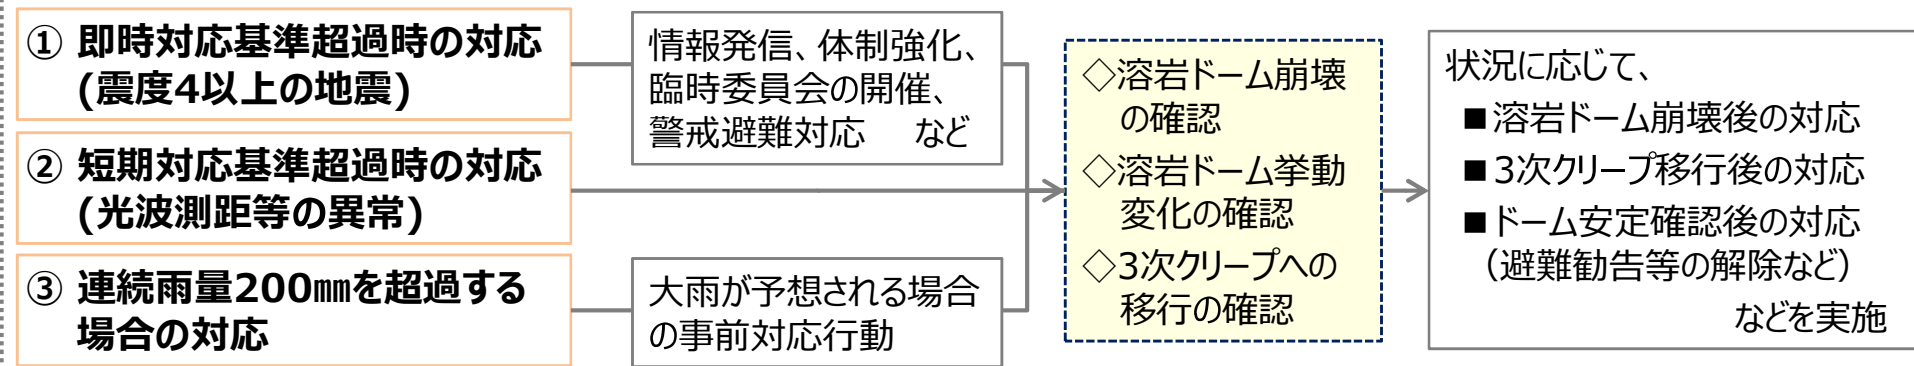 ① 即時対応基準超過時の対応
(震度4以上の地震)
② 短期対応基準超過時の対応
(光波測距等の異常)
③ 連続雨量200㎜を超過する
場合の対応
情報発信、体制強化、
臨時委員会の開催、
警戒避難対応 など
大雨が予想される場合
の事前対応行動
◇溶岩ドーム崩壊
の確認
◇溶岩ドーム挙動
変化の確認
◇3次クリープへの
移行の確認
状況に応じて、
■溶岩ドーム崩壊後の対応
■3次クリープ移行後の対応
■ドーム安定確認後の対応
（避難勧告等の解除など）
などを実施